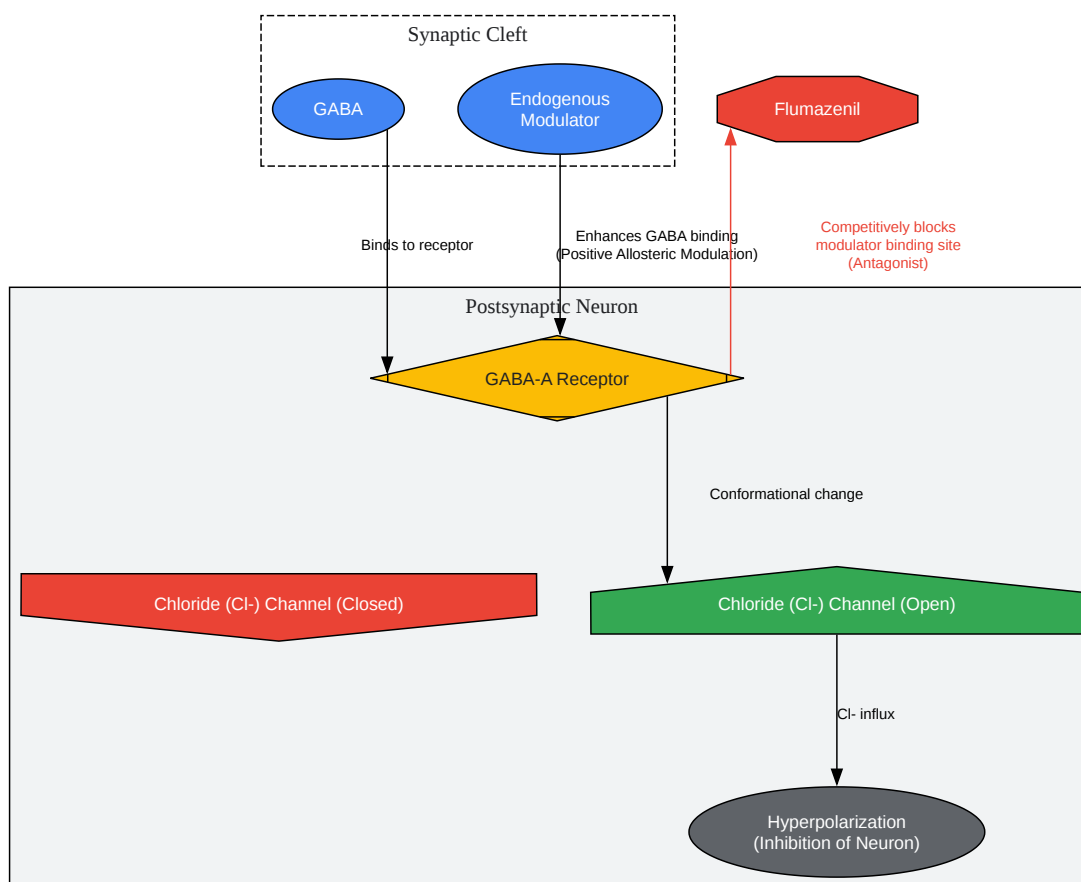 Synaptic Cleft
GABA
Endogenous
Modulator
Flumazenil
Binds to receptor
Enhances GABA binding
(Positive Allosteric Modulation)
Competitively blocks
modulator binding site
(Antagonist)
Postsynaptic Neuron
GABA-A Receptor
Conformational change
Chloride (Cl-) Channel (Closed)
Chloride (Cl-) Channel (Open)
Cl- influx
Hyperpolarization
(Inhibition of Neuron)